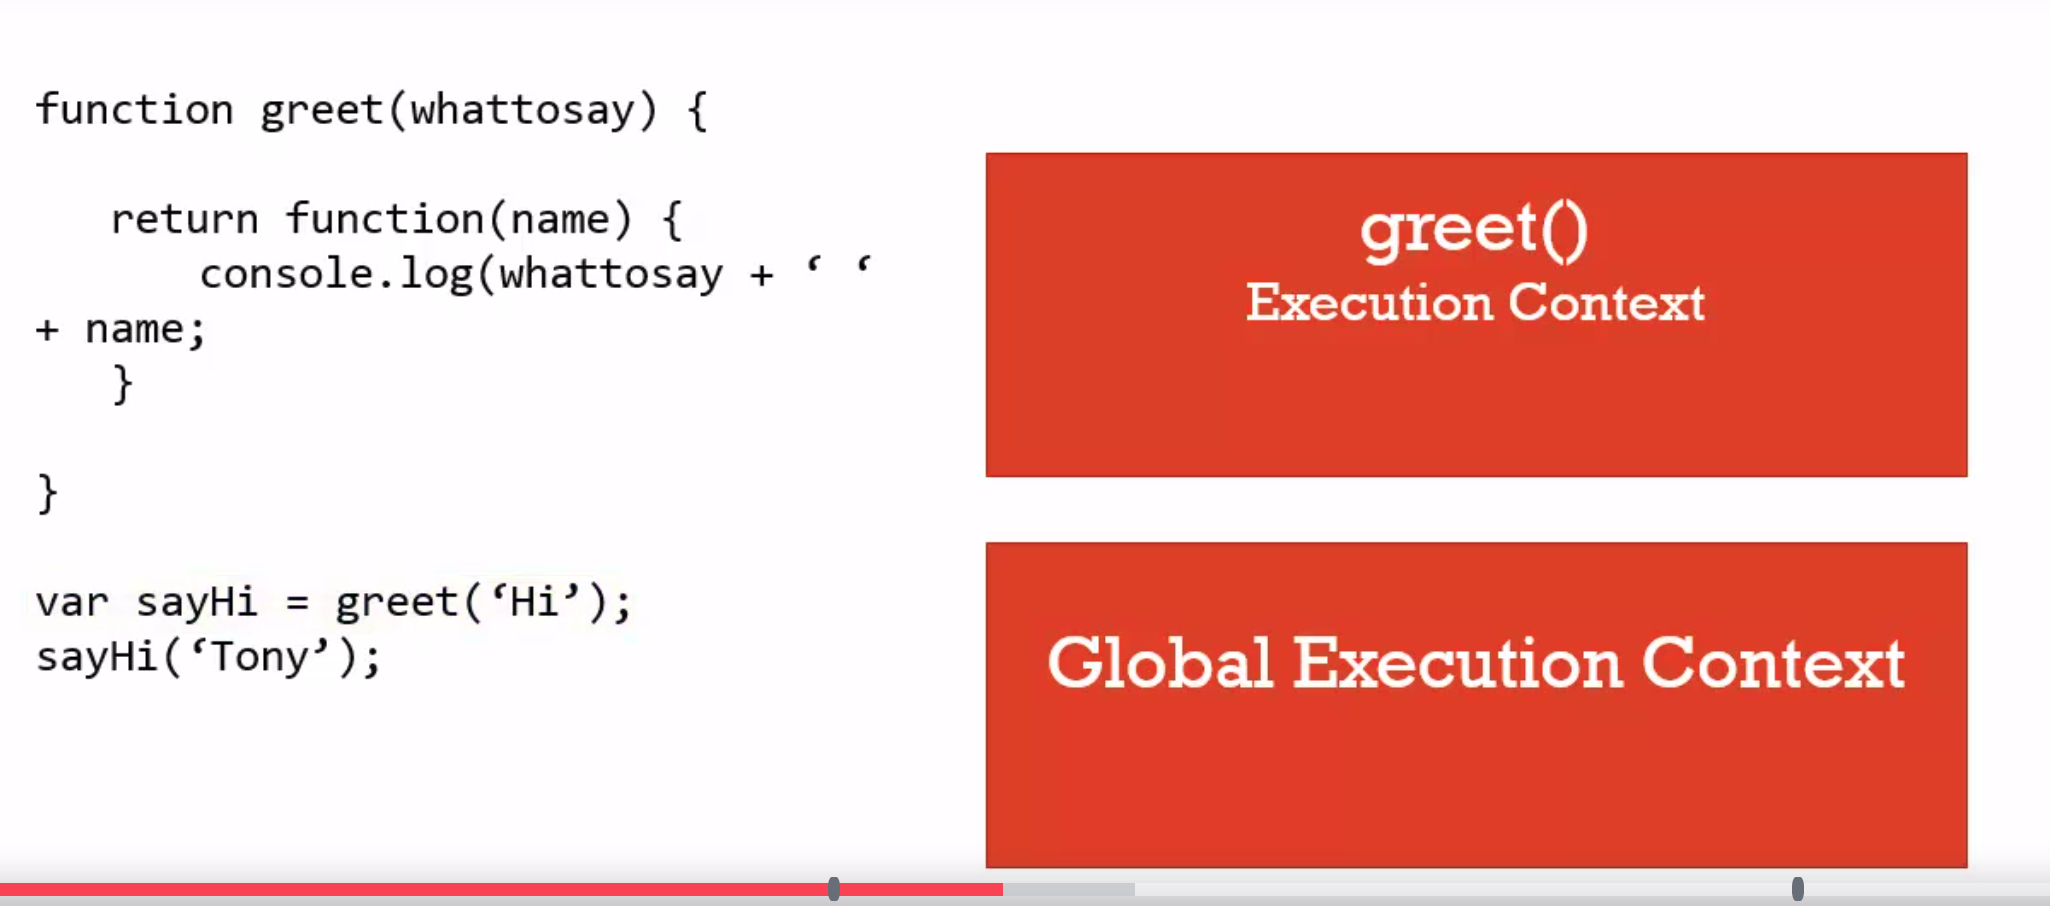 function greet(whattosay) {
return function(name) {
console.log(whattosay + ‘ ‘
+ name;
}
}
var sayHi = greet(‘Hi’);
sayHi(‘Tony’);
greet()
Execution Context
Global Execution Context